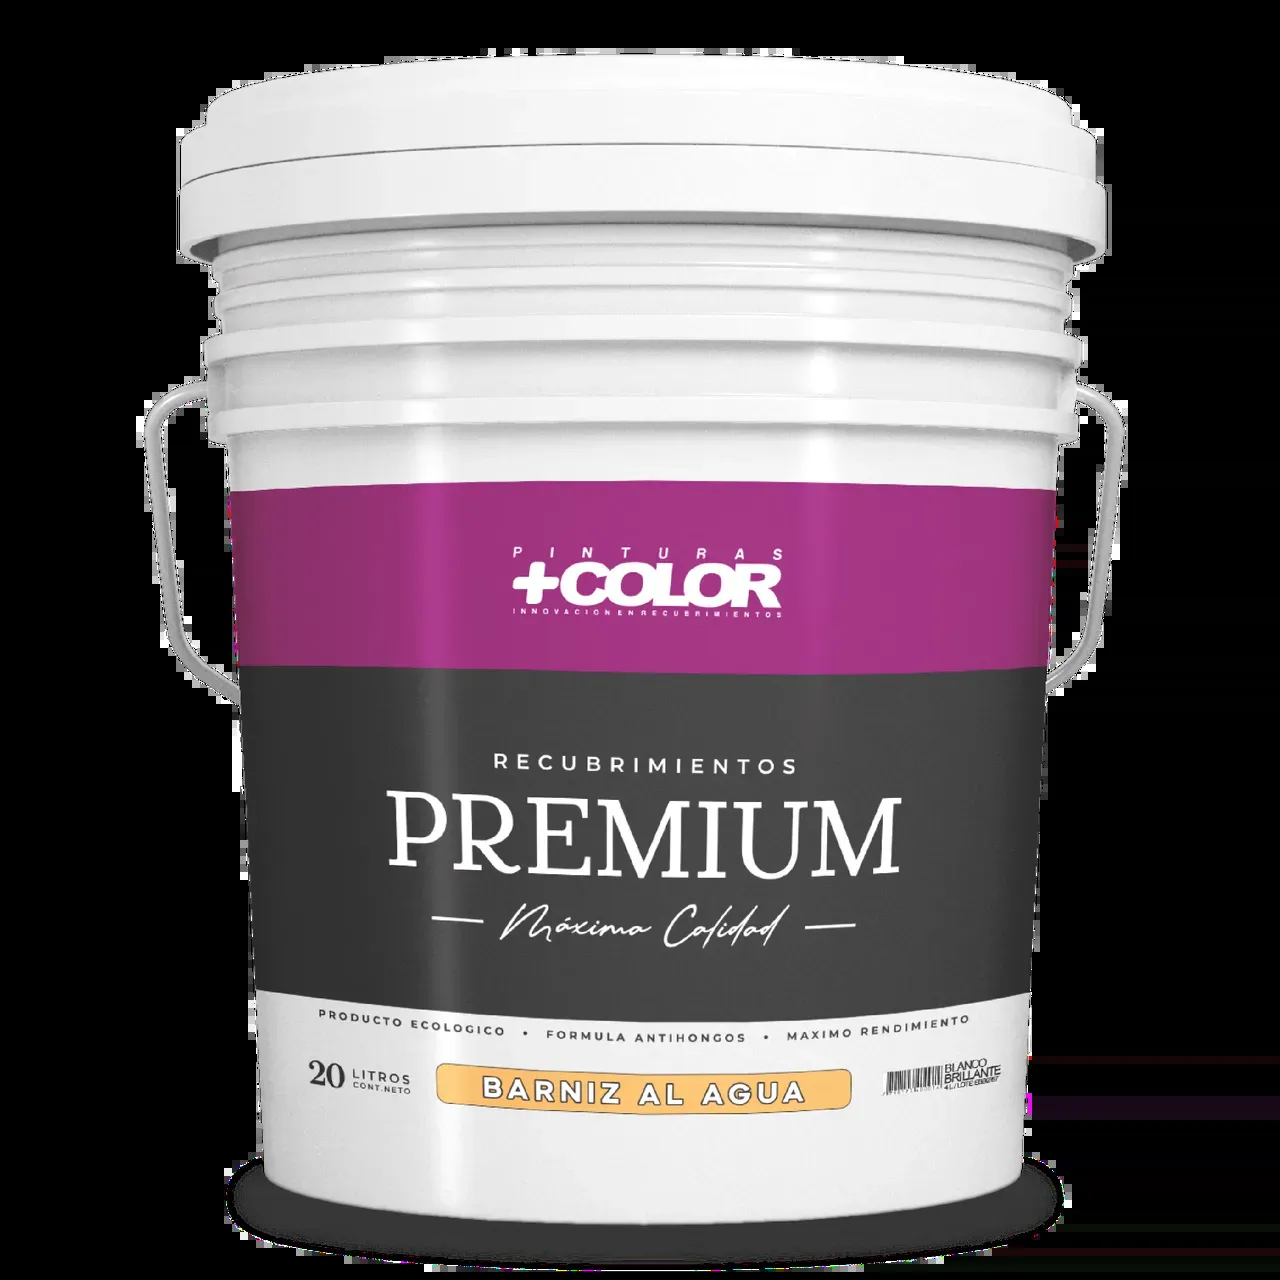 PINTURAS
+COLOR
INNOVACION EN RECUBRIMIENTOS
RECUBRIMIENTOS
PREMIUM
Máxima Calidad
PRODUCTO ECOLOGICO • FORMULA ANTIHONGOS • MAXIMO RENDIMIENTO
20 LITROS
CONT. NETO
BARNIZ AL AGUA
BLANCO
BRILLANTE